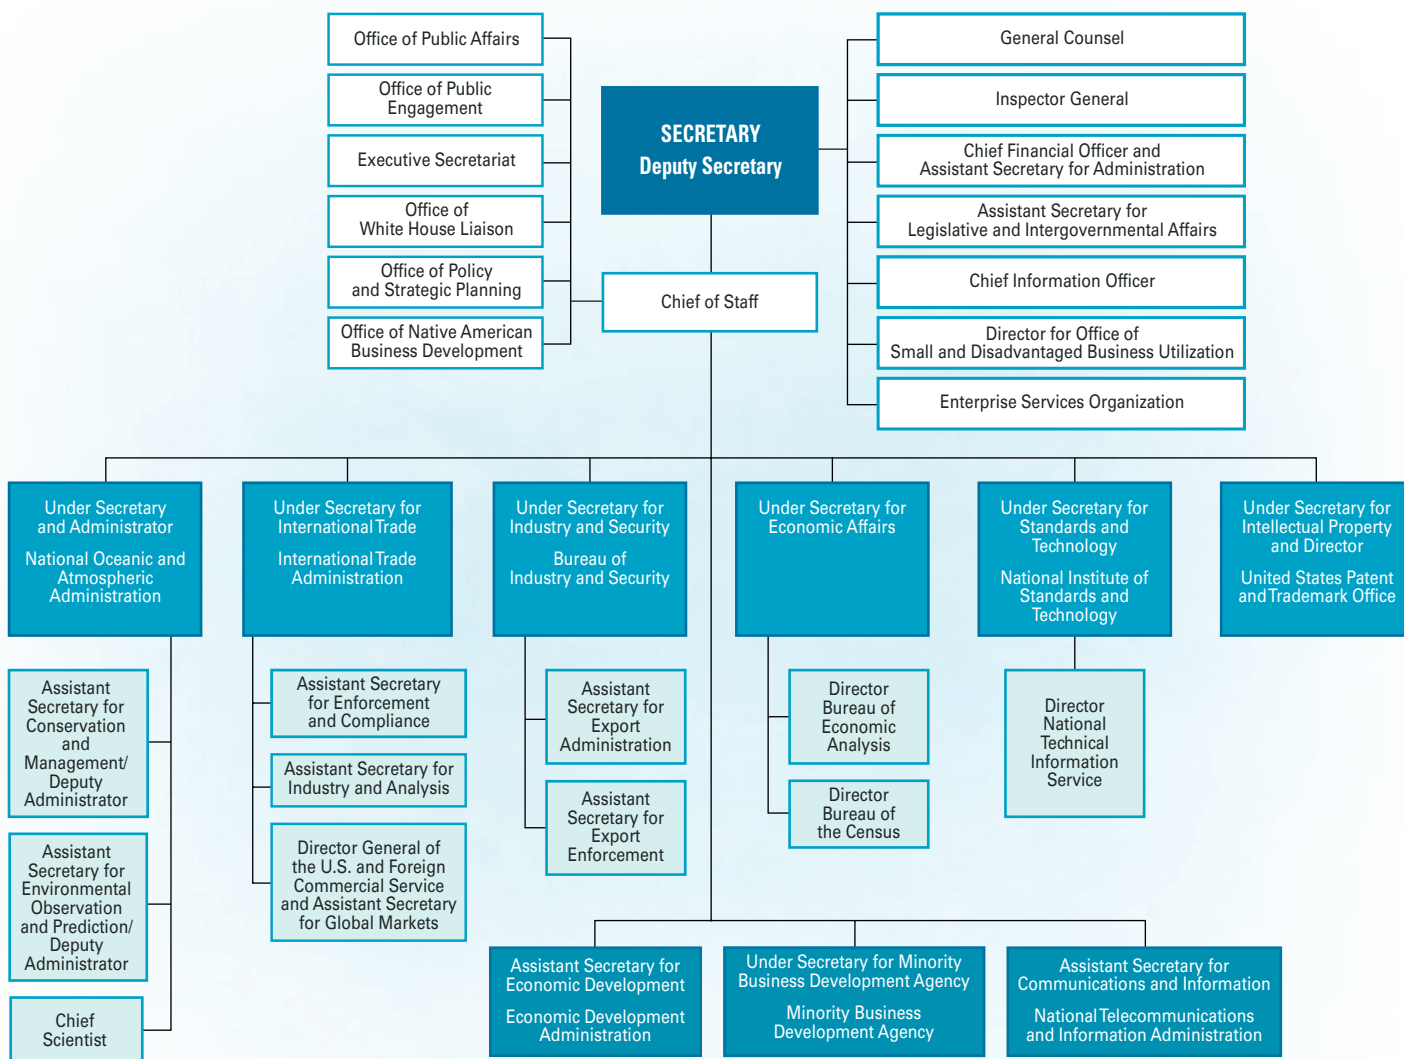 Office of Public Affairs
Office of Public
Engagement
Executive Secretariat
Office of
White House Liaison
Office of Policy
and Strategic Planning
Office of Native American
Business Development
SECRETARY
Deputy Secretary
Chief of Staff
General Counsel
Inspector General
Chief Financial Officer and
Assistant Secretary for Administration
Assistant Secretary for
Legislative and Intergovernmental Affairs
Chief Information Officer
Director for Office of
Small and Disadvantaged Business Utilization
Enterprise Services Organization
Under Secretary
and Administrator
National Oceanic and
Atmospheric
Administration
Under Secretary for
International Trade
International Trade
Administration
Under Secretary for
Industry and Security
Bureau of
Industry and Security
Under Secretary for
Economic Affairs
Under Secretary for
Standards and
Technology
National Institute of
Standards and
Technology
Under Secretary for
Intellectual Property
and Director
United States Patent
and Trademark Office
Assistant
Secretary for
Conservation
and
Management/
Deputy
Administrator
Assistant
Secretary for
Environmental
Observation
and Prediction/
Deputy
Administrator
Chief
Scientist
Assistant Secretary
for Enforcement
and Compliance
Assistant Secretary for
Industry and Analysis
Director General of
the U.S. and Foreign
Commercial Service
and Assistant Secretary
for Global Markets
Assistant
Secretary for
Export
Administration
Assistant
Secretary for
Export
Enforcement
Director
Bureau of
Economic
Analysis
Director
Bureau of
the Census
Director
National
Technical
Information
Service
Assistant Secretary for
Economic Development
Economic Development
Administration
Under Secretary for Minority
Business Development Agency
Minority Business
Development Agency
Assistant Secretary for
Communications and Information
National Telecommunications
and Information Administration